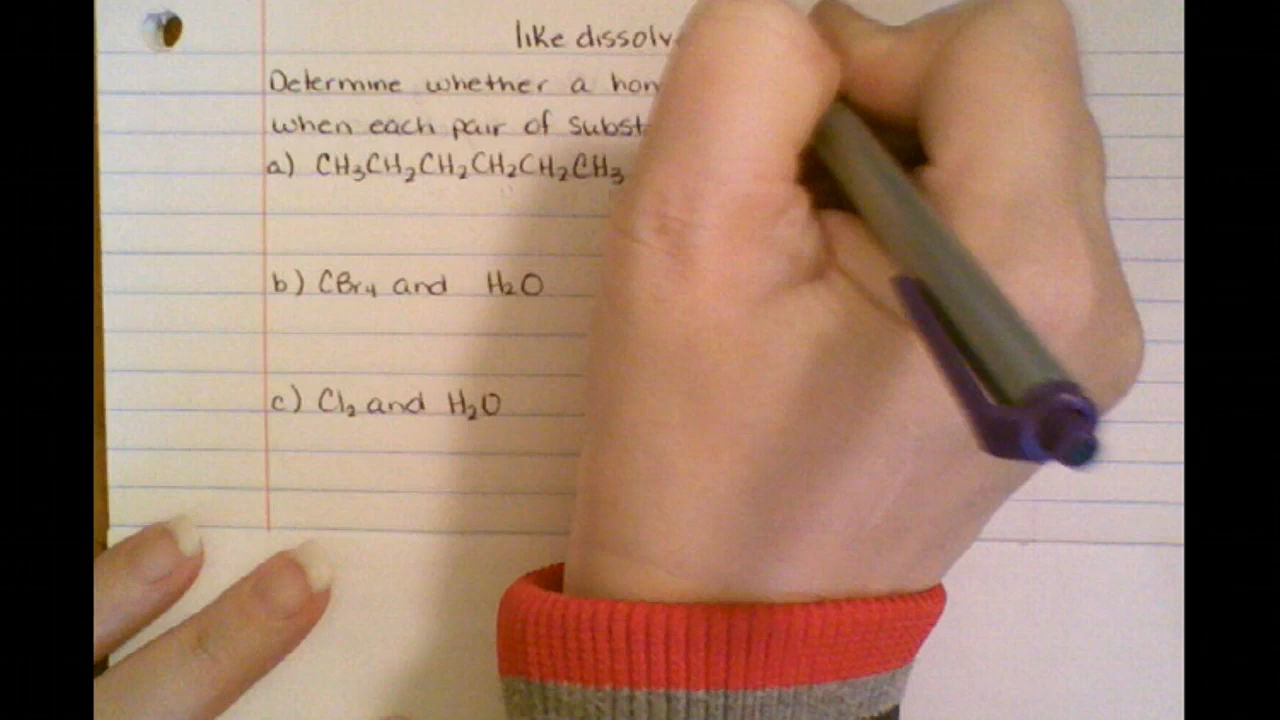 like dissolv
Determine whether a hom
when each pair of subst
a) CH₃CH₂CH₂CH₂CH₂CH₃
b) CBr₄ and H₂O
c) Cl₂ and H₂O